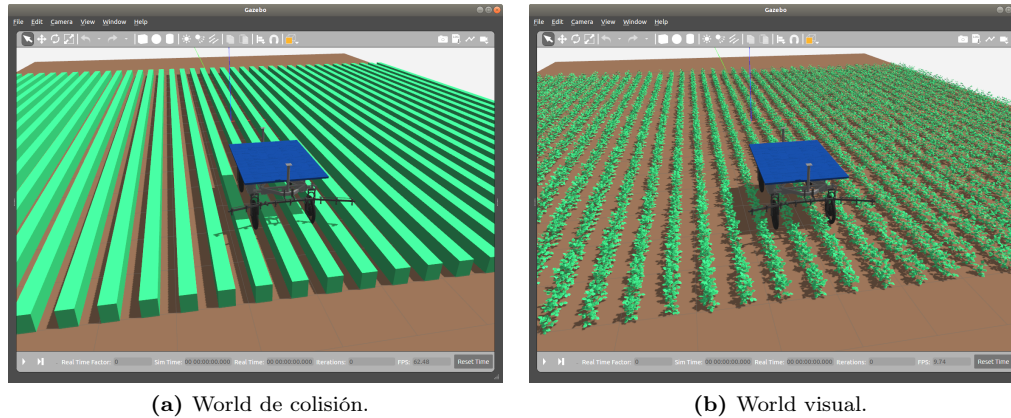 Gazebo
File Edit Camera View Window Help
Real Time Factor: 0 Sim Time: 00 00:00:00.000 Real Time: 00 00:00:00.000 Iterations: 0 FPS: 62.48 Reset Time
(a) World de colisión.
Gazebo
File Edit Camera View Window Help
Real Time Factor: 0 Sim Time: 00 00:00:00.000 Real Time: 00 00:00:00.000 Iterations: 0 FPS: 9.74 Reset Time
(b) World visual.